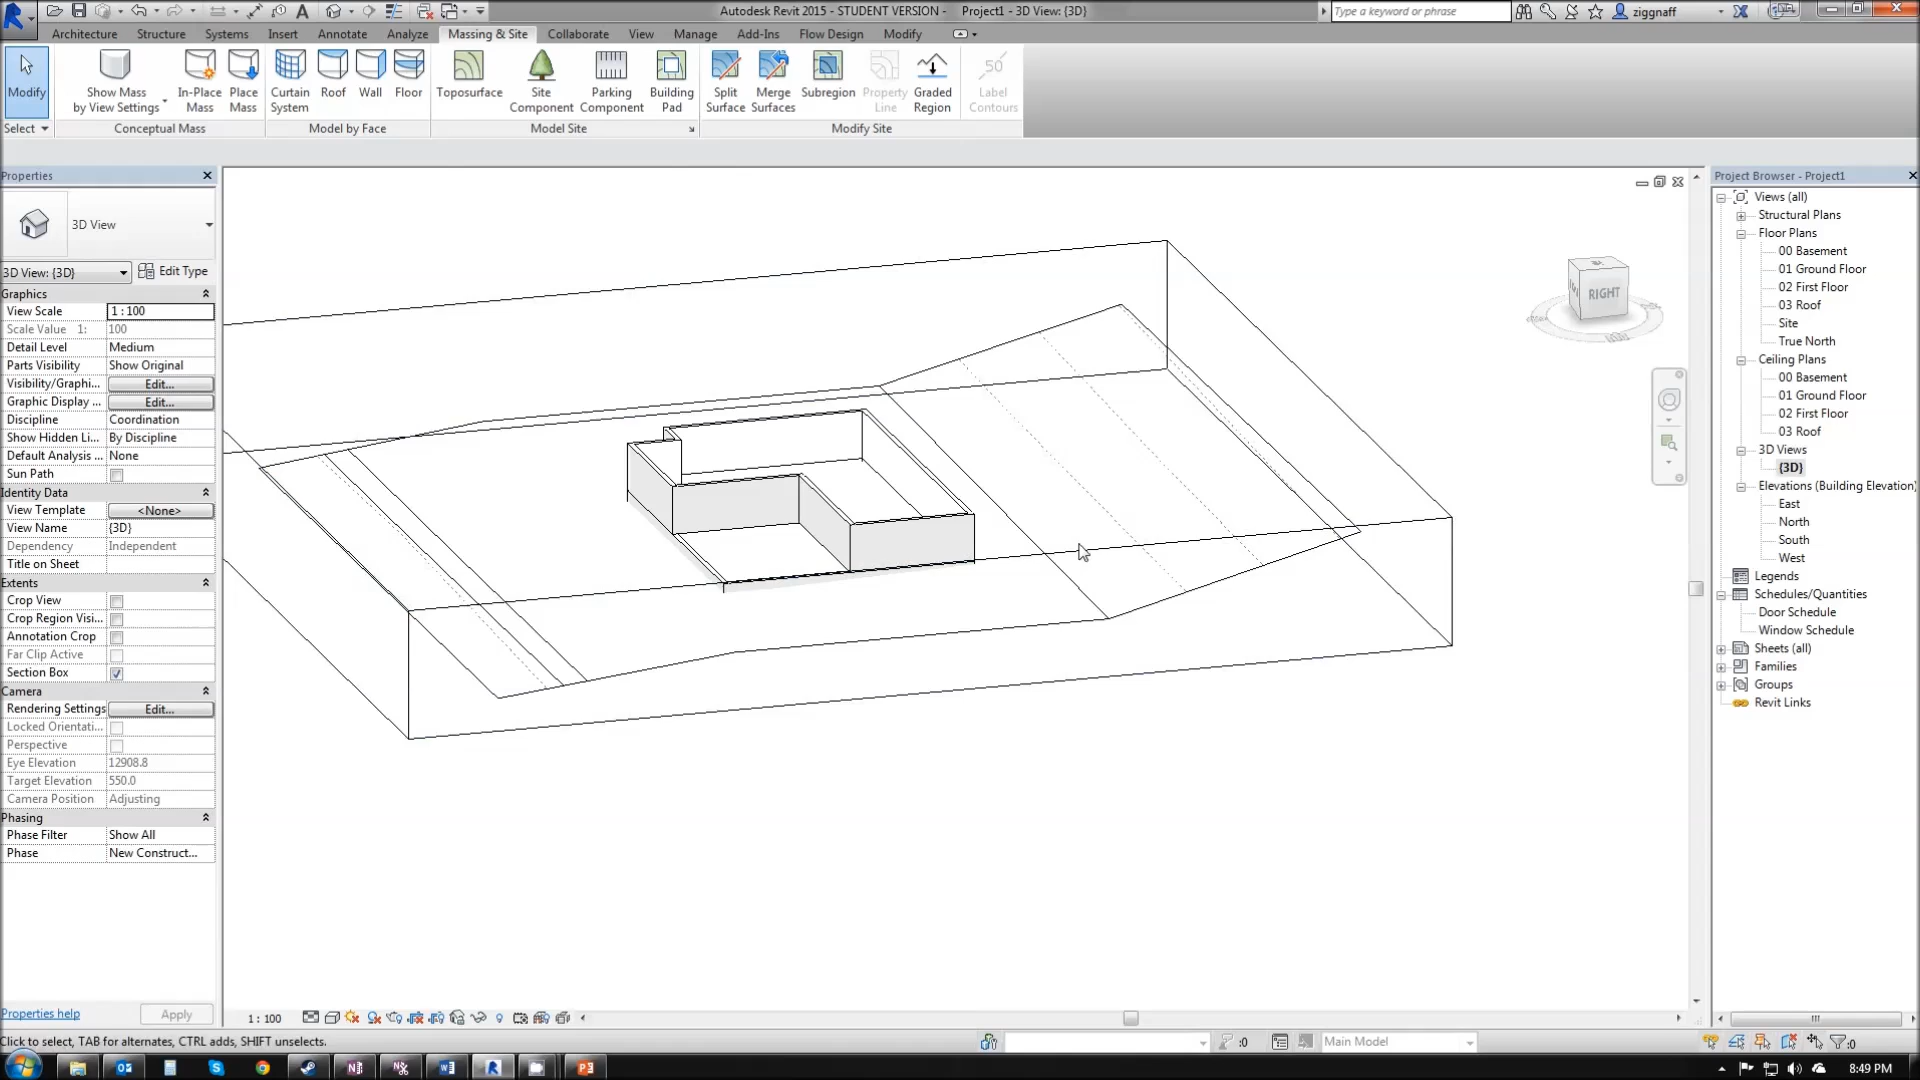 Autodesk Revit 2015 - STUDENT VERSION - Project1 - 3D View: {3D}
Type a keyword or phrase
ziggnaff
Architecture Structure Systems Insert Annotate Analyze Massing & Site Collaborate View Manage Add-Ins Flow Design Modify
Modify
Show Mass by View Settings
In-Place Mass
Place Mass
Curtain System
Roof
Wall
Floor
Toposurface
Site Component
Parking Component
Building Pad
Split Surface
Merge Surfaces
Subregion
Property Line
Graded Region
50
Label Contours
Select
Conceptual Mass
Model by Face
Model Site
Modify Site
Properties
3D View
3D View: {3D}
Edit Type
Graphics
View Scale 1 : 100
Scale Value 1: 100
Detail Level Medium
Parts Visibility Show Original
Visibility/Graphi... Edit...
Graphic Display ... Edit...
Discipline Coordination
Show Hidden Li... By Discipline
Default Analysis ... None
Sun Path
Identity Data
View Template <None>
View Name {3D}
Dependency Independent
Title on Sheet
Extents
Crop View
Crop Region Visi...
Annotation Crop
Far Clip Active
Section Box
Camera
Rendering Settings Edit...
Locked Orientati...
Perspective
Eye Elevation 12908.8
Target Elevation 550.0
Camera Position Adjusting
Phasing
Phase Filter Show All
Phase New Construct...
Properties help
Apply
RIGHT
Project Browser - Project1
Views (all)
Structural Plans
Floor Plans
00 Basement
01 Ground Floor
02 First Floor
03 Roof
Site
True North
Ceiling Plans
00 Basement
01 Ground Floor
02 First Floor
03 Roof
3D Views
{3D}
Elevations (Building Elevation)
East
North
South
West
Legends
Schedules/Quantities
Door Schedule
Window Schedule
Sheets (all)
Families
Groups
Revit Links
1 : 100
Click to select, TAB for alternates, CTRL adds, SHIFT unselects.
:0
Main Model
:0
8:49 PM